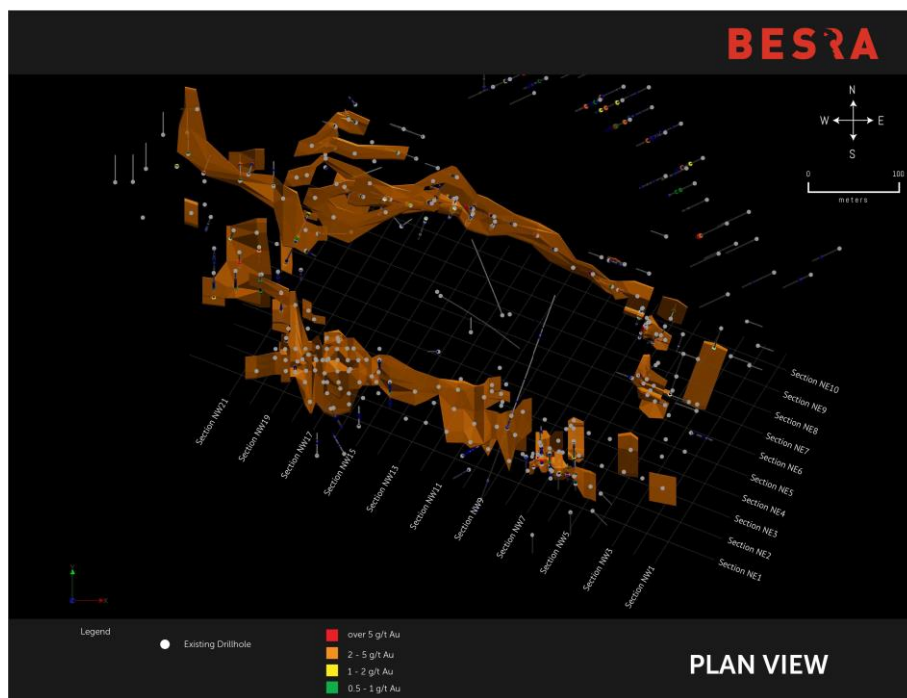 BESRA
N
W E
S
0 100
meters
Section NE10
Section NE9
Section NE8
Section NE7
Section NE6
Section NE5
Section NE4
Section NE3
Section NE2
Section NE1
Section NW21
Section NW19
Section NW17
Section NW15
Section NW13
Section NW11
Section NW9
Section NW7
Section NW5
Section NW3
Section NW1
Y
X
Legend
Existing Drillhole
over 5 g/t Au
2 - 5 g/t Au
1 - 2 g/t Au
0.5 - 1 g/t Au
PLAN VIEW